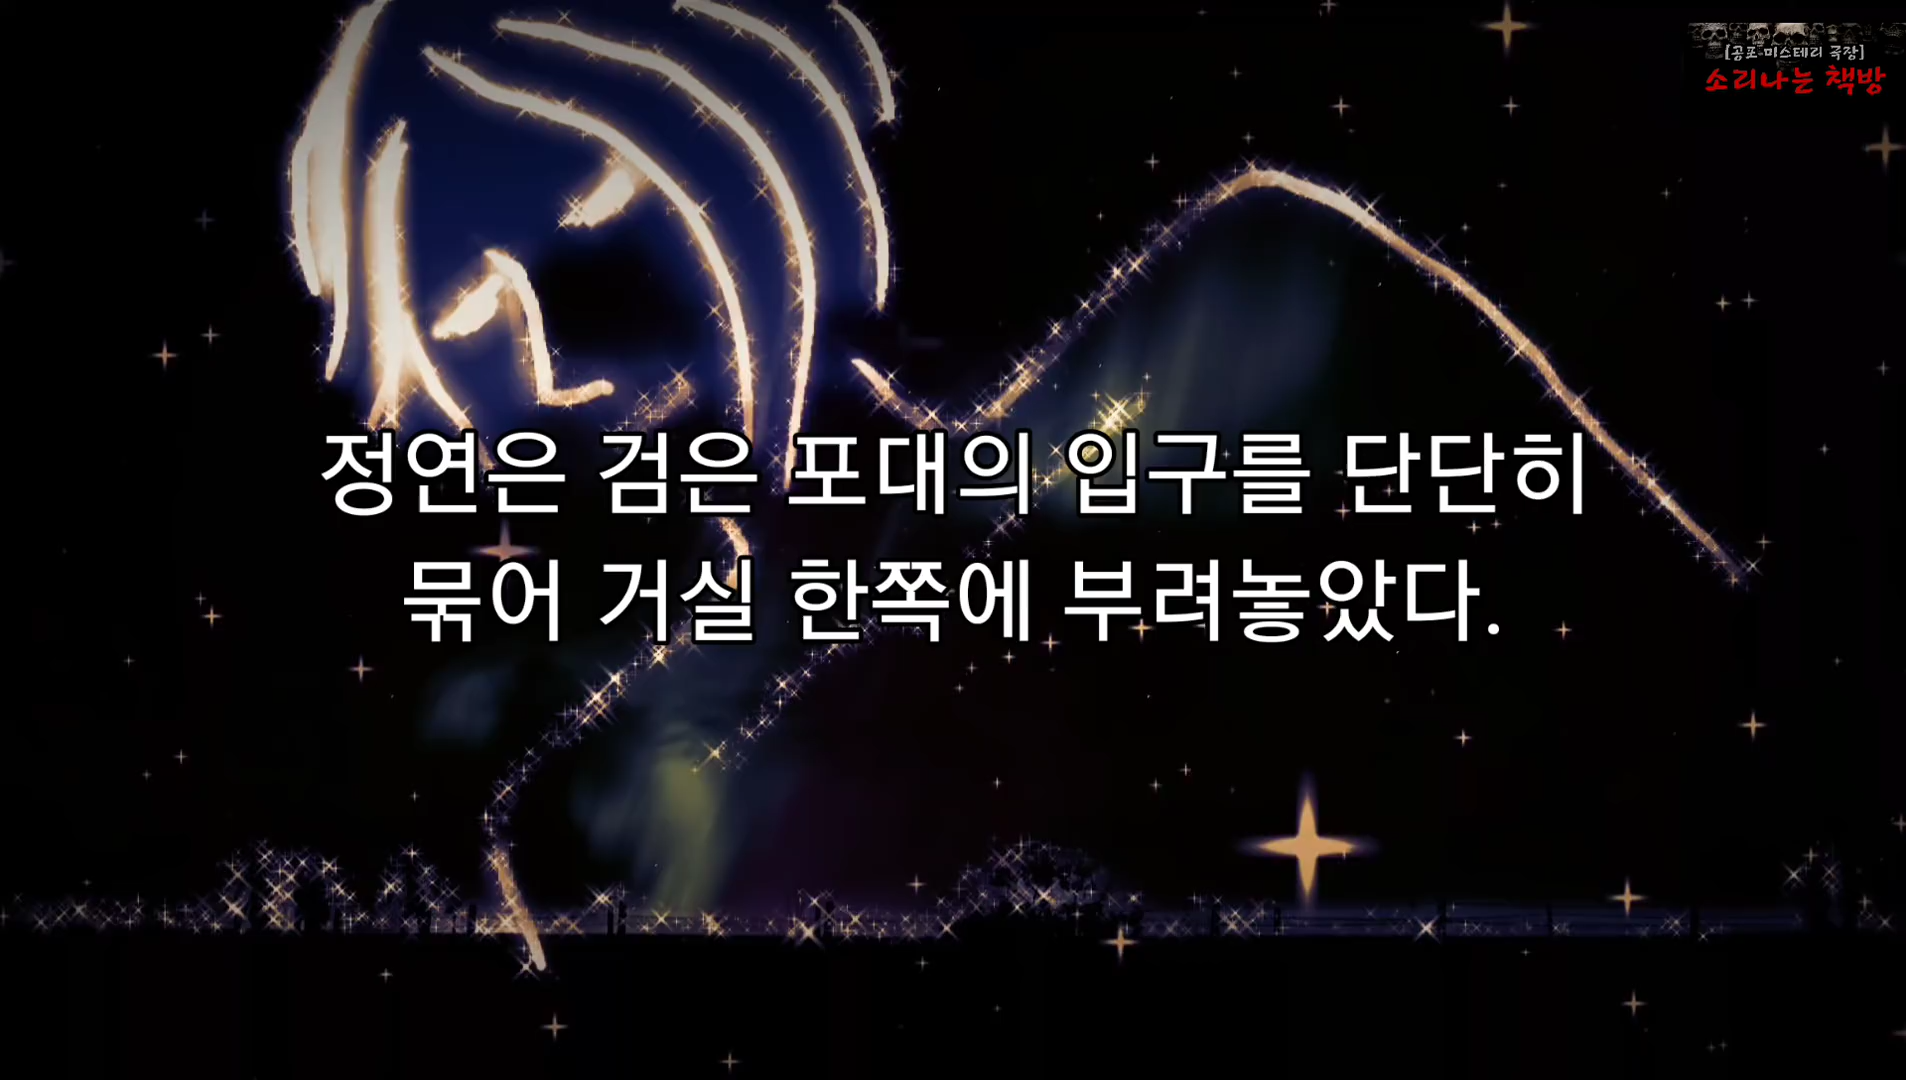 [공포 미스테리 극장]
소리나는 책방
정연은 검은 포대의 입구를 단단히
묶어 거실 한쪽에 부려놓았다.